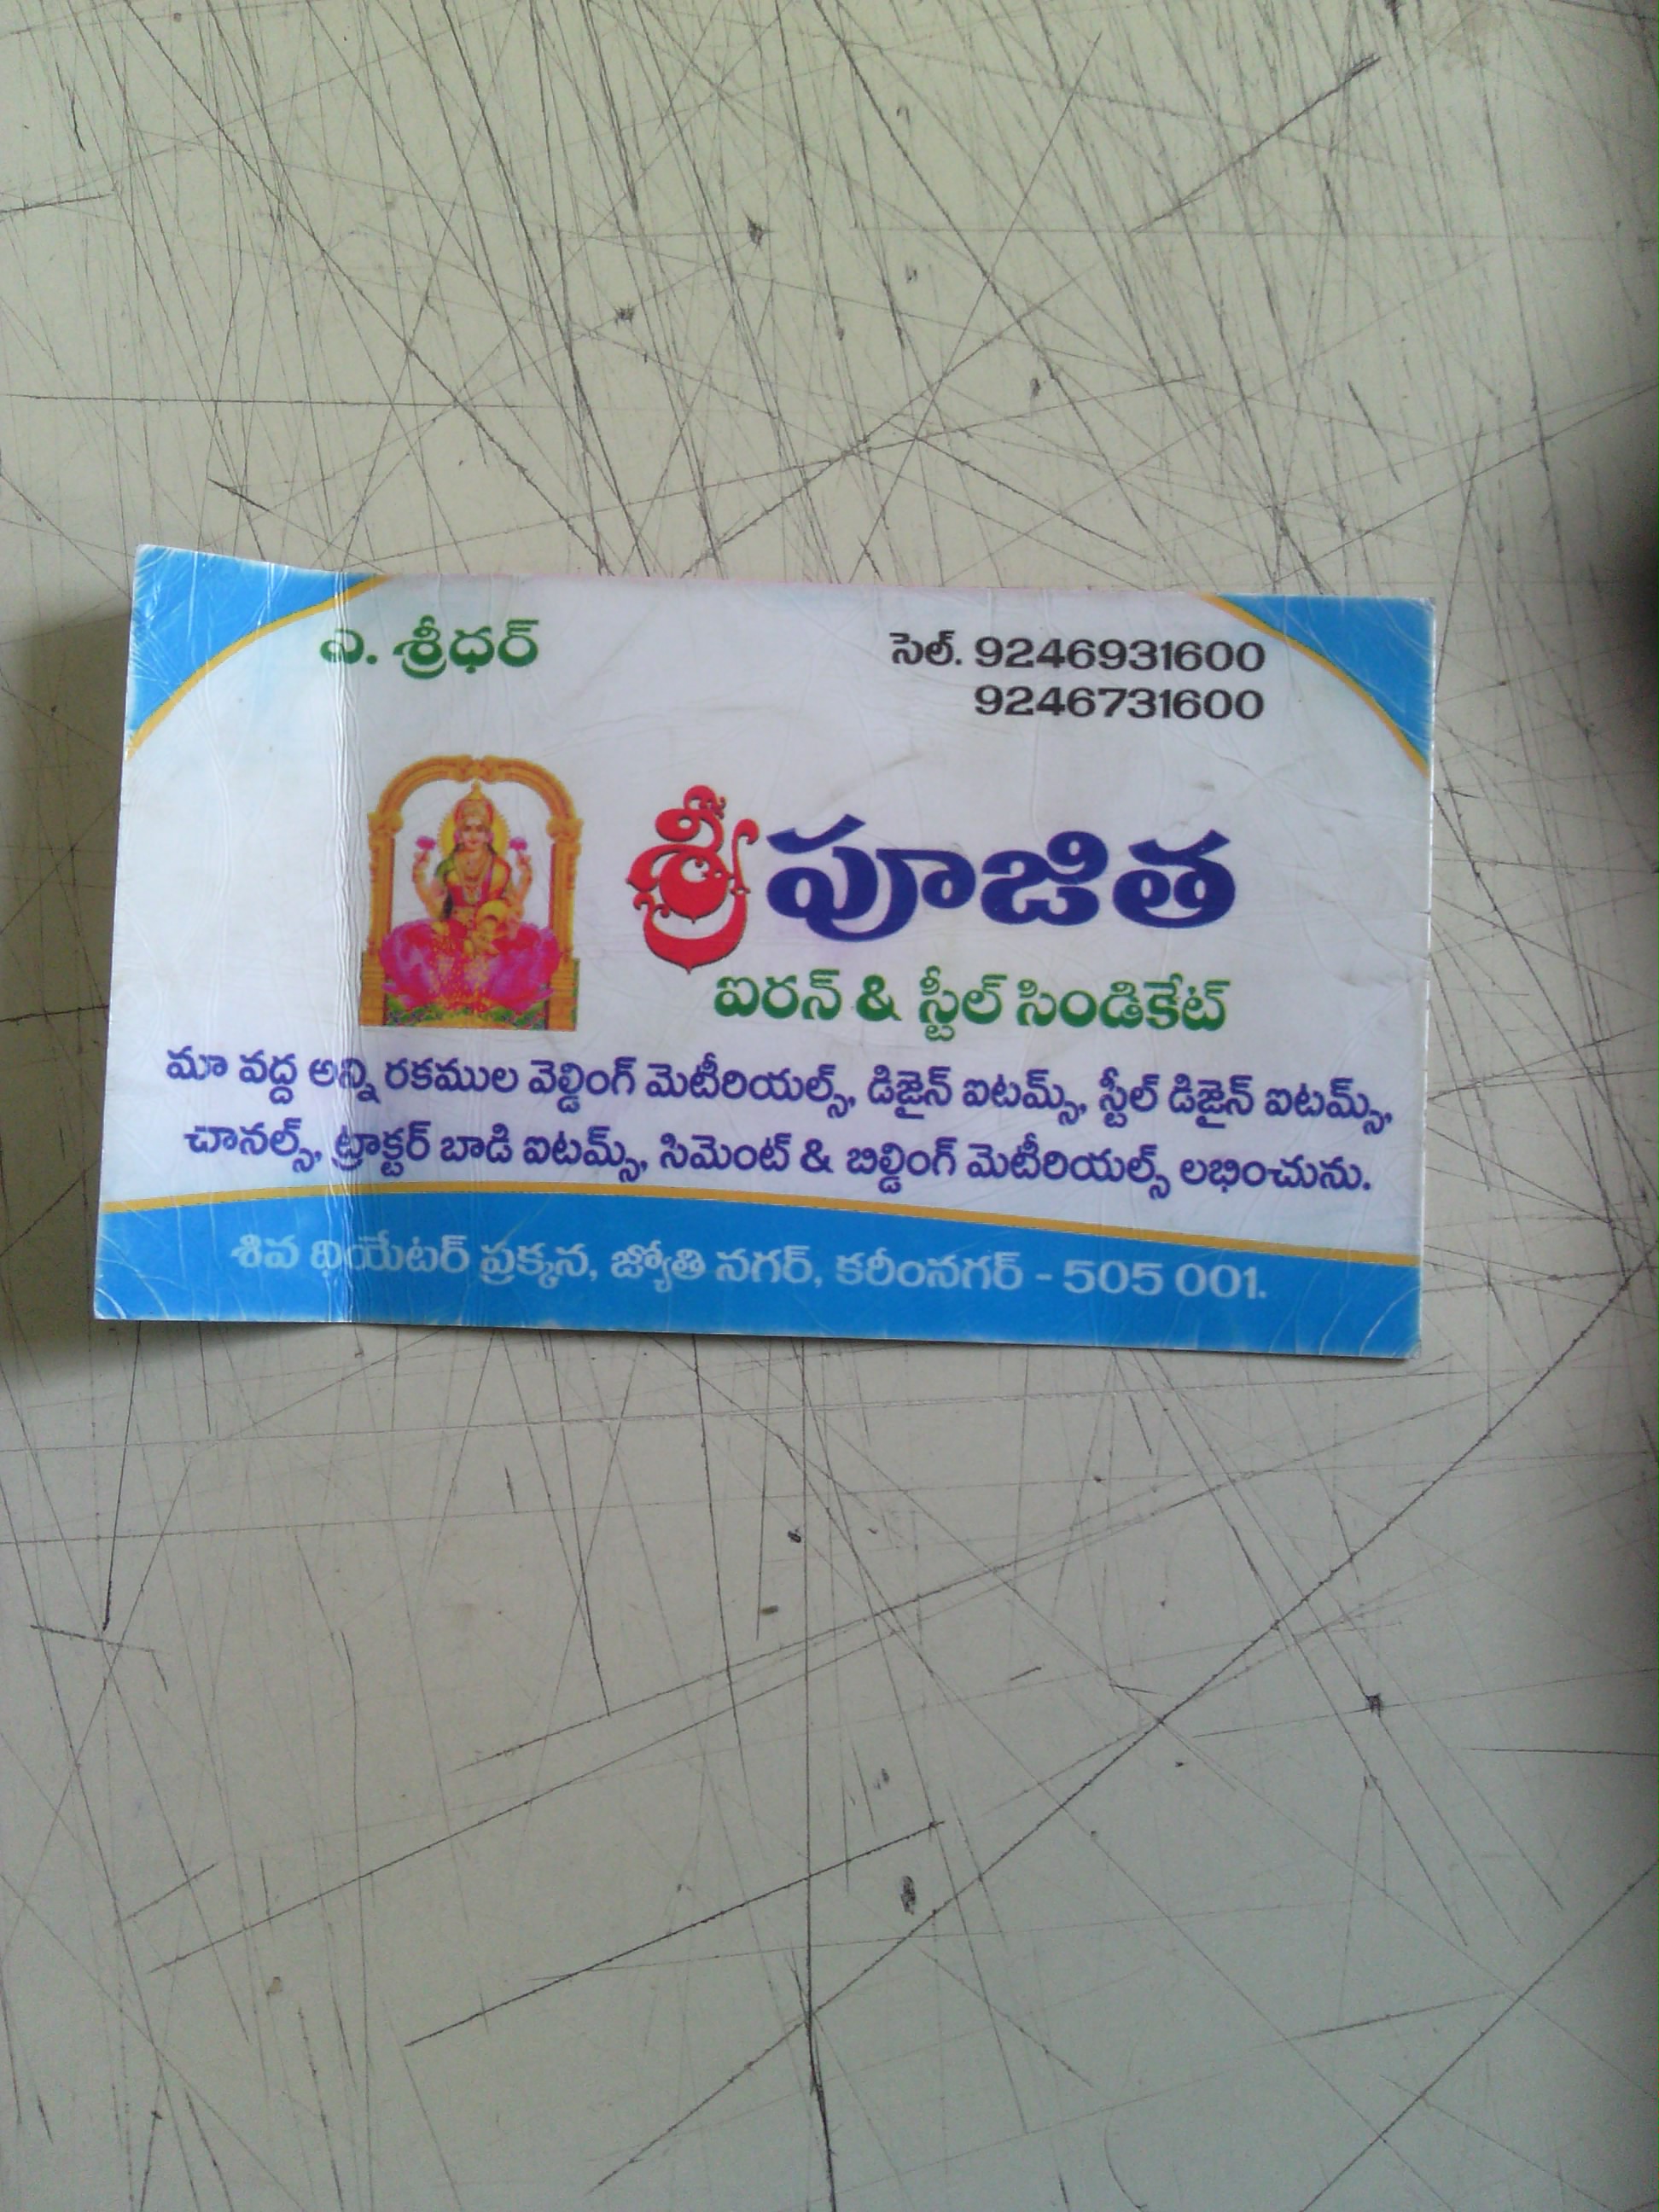 ఎ. శ్రీధర్
సెల్. 9246931600
9246731600
శ్రీ పూజిత
ఐరన్ & స్టీల్ సిండికేట్
మా వద్ద అన్ని రకముల వెల్డింగ్ మెటీరియల్స్, డిజైన్ ఐటమ్స్, స్టీల్ డిజైన్ ఐటమ్స్,
చానల్స్, ట్రాక్టర్ బాడి ఐటమ్స్, సిమెంట్ & బిల్డింగ్ మెటీరియల్స్ లభించును.
శివ థియేటర్ ప్రక్కన, జ్యోతి నగర్, కరీంనగర్ - 505 001.